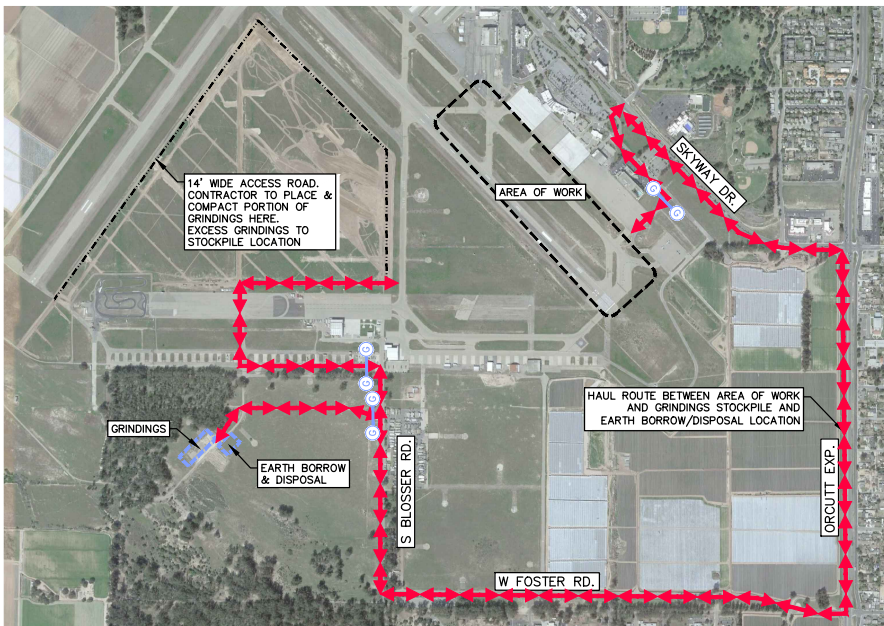 14' WIDE ACCESS ROAD.
CONTRACTOR TO PLACE &
COMPACT PORTION OF
GRINDINGS HERE.
EXCESS GRINDINGS TO
STOCKPILE LOCATION
AREA OF WORK
SKYWAY DR.
G
G
HAUL ROUTE BETWEEN AREA OF WORK
AND GRINDINGS STOCKPILE AND
EARTH BORROW/DISPOSAL LOCATION
G
G
G
G
GRINDINGS
EARTH BORROW
& DISPOSAL
S BLOSSER RD.
ORCUTT EXP.
W FOSTER RD.